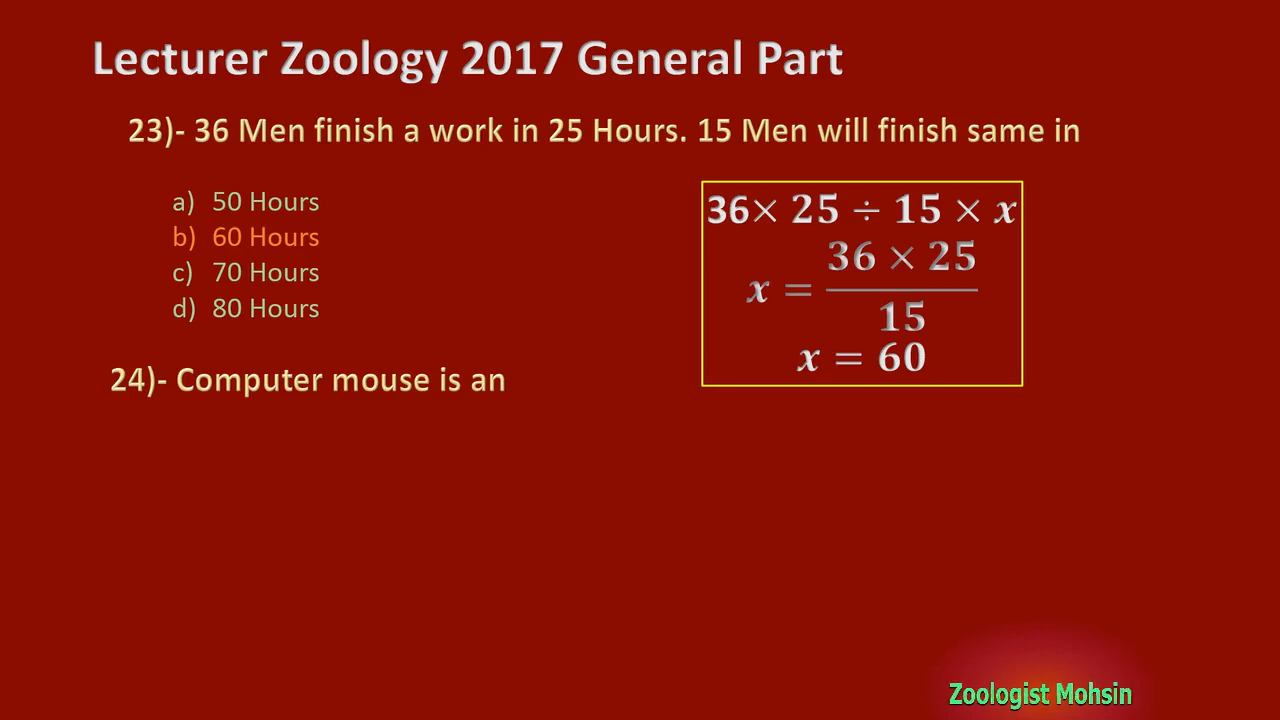 Lecturer Zoology 2017 General Part
23)- 36 Men finish a work in 25 Hours. 15 Men will finish same in
a) 50 Hours
b) 60 Hours
c) 70 Hours
d) 80 Hours
36× 25 ÷ 15 × x
x = \frac{36 × 25}{15}
x = 60
24)- Computer mouse is an
Zoologist Mohsin